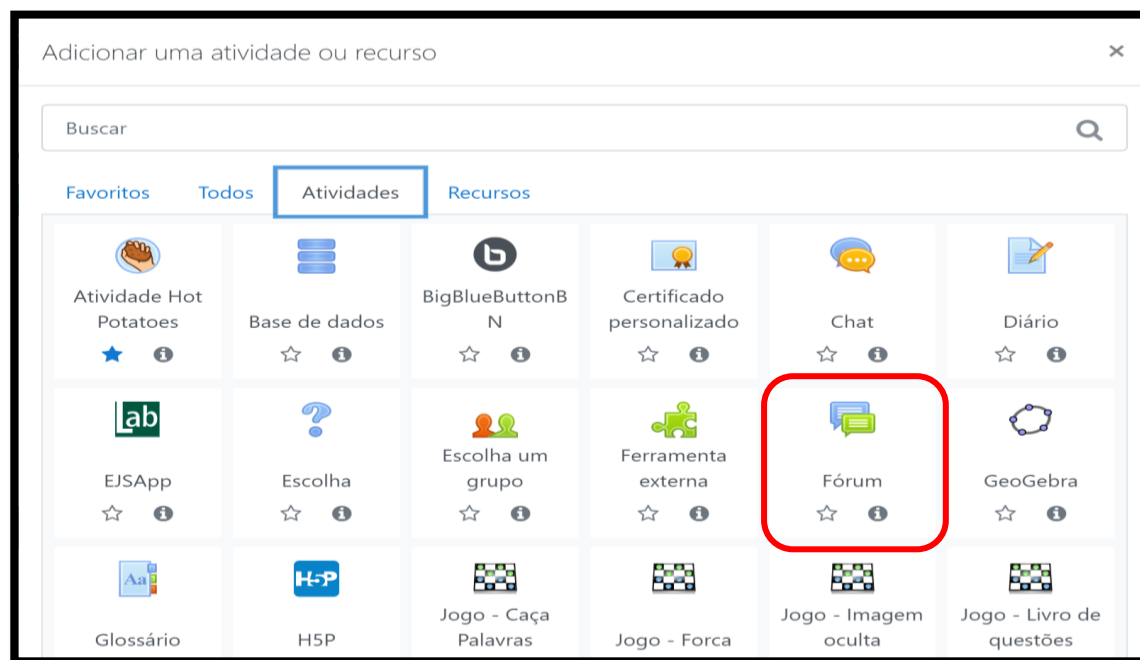 Adicionar uma atividade ou recurso ×
Buscar
Favoritos Todos Atividades Recursos
Atividade Hot Potatoes
Base de dados
BigBlueButtonB
N
Certificado
personalizado
Chat
Diário
Lab
EJSApp
Escolha
Escolha um
grupo
Ferramenta
externa
Fórum
GeoGebra
Aa
Glossário
H5P
H5P
Jogo - Caça
Palavras
Jogo - Forca
Jogo - Imagem
oculta
Jogo - Livro de
questões